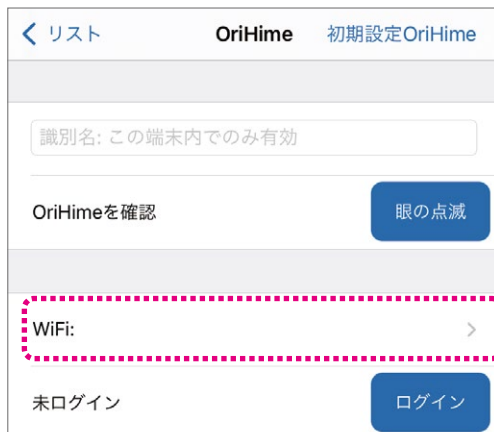 リスト OriHime 初期設定OriHime
識別名: この端末内でのみ有効
OriHimeを確認 眼の点滅
WiFi:
未ログイン ログイン